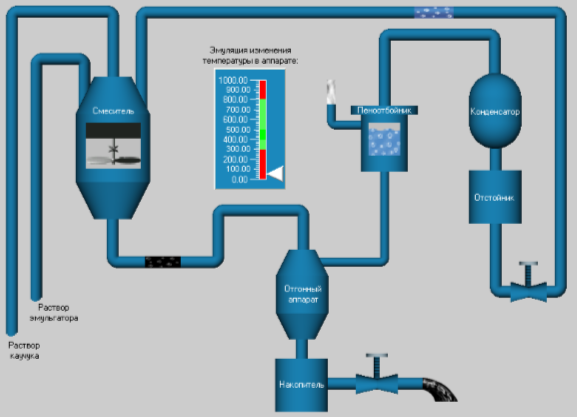 Эмуляция изменения
температуры в аппарате:
1000.00
900.00
800.00
700.00
600.00
500.00
400.00
300.00
200.00
100.00
0.00
Смеситель
Пеноотбойник
Конденсатор
Отстойник
Отгонный
аппарат
Раствор
эмульгатора
Раствор
каучука
Накопитель